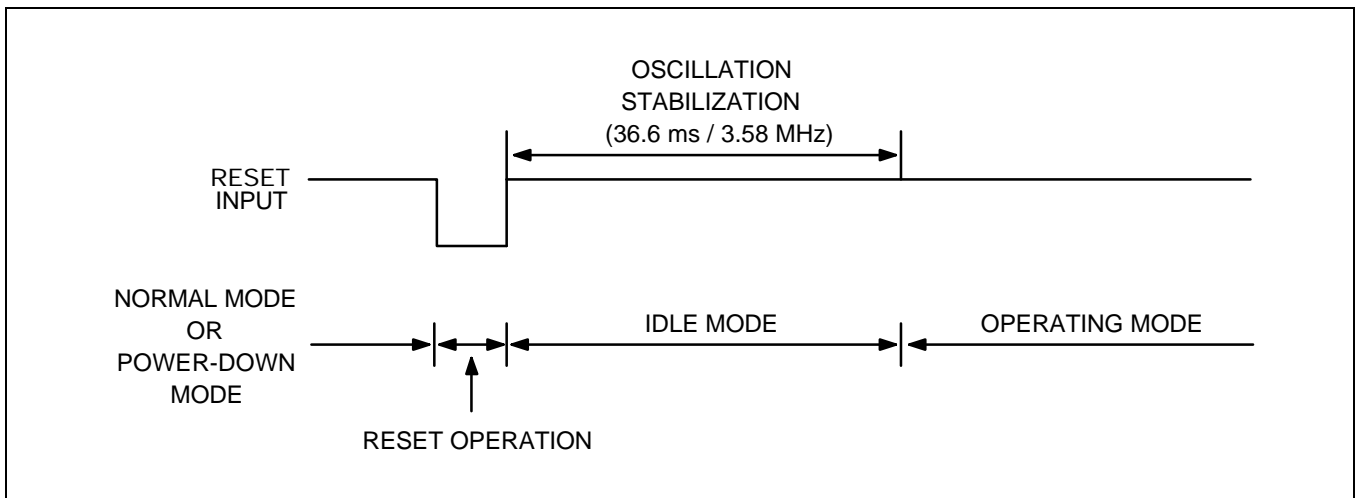 OSCILLATION
STABILIZATION
(36.6 ms / 3.58 MHz)
RESET
INPUT
NORMAL MODE
OR
POWER-DOWN
MODE
IDLE MODE
OPERATING MODE
RESET OPERATION